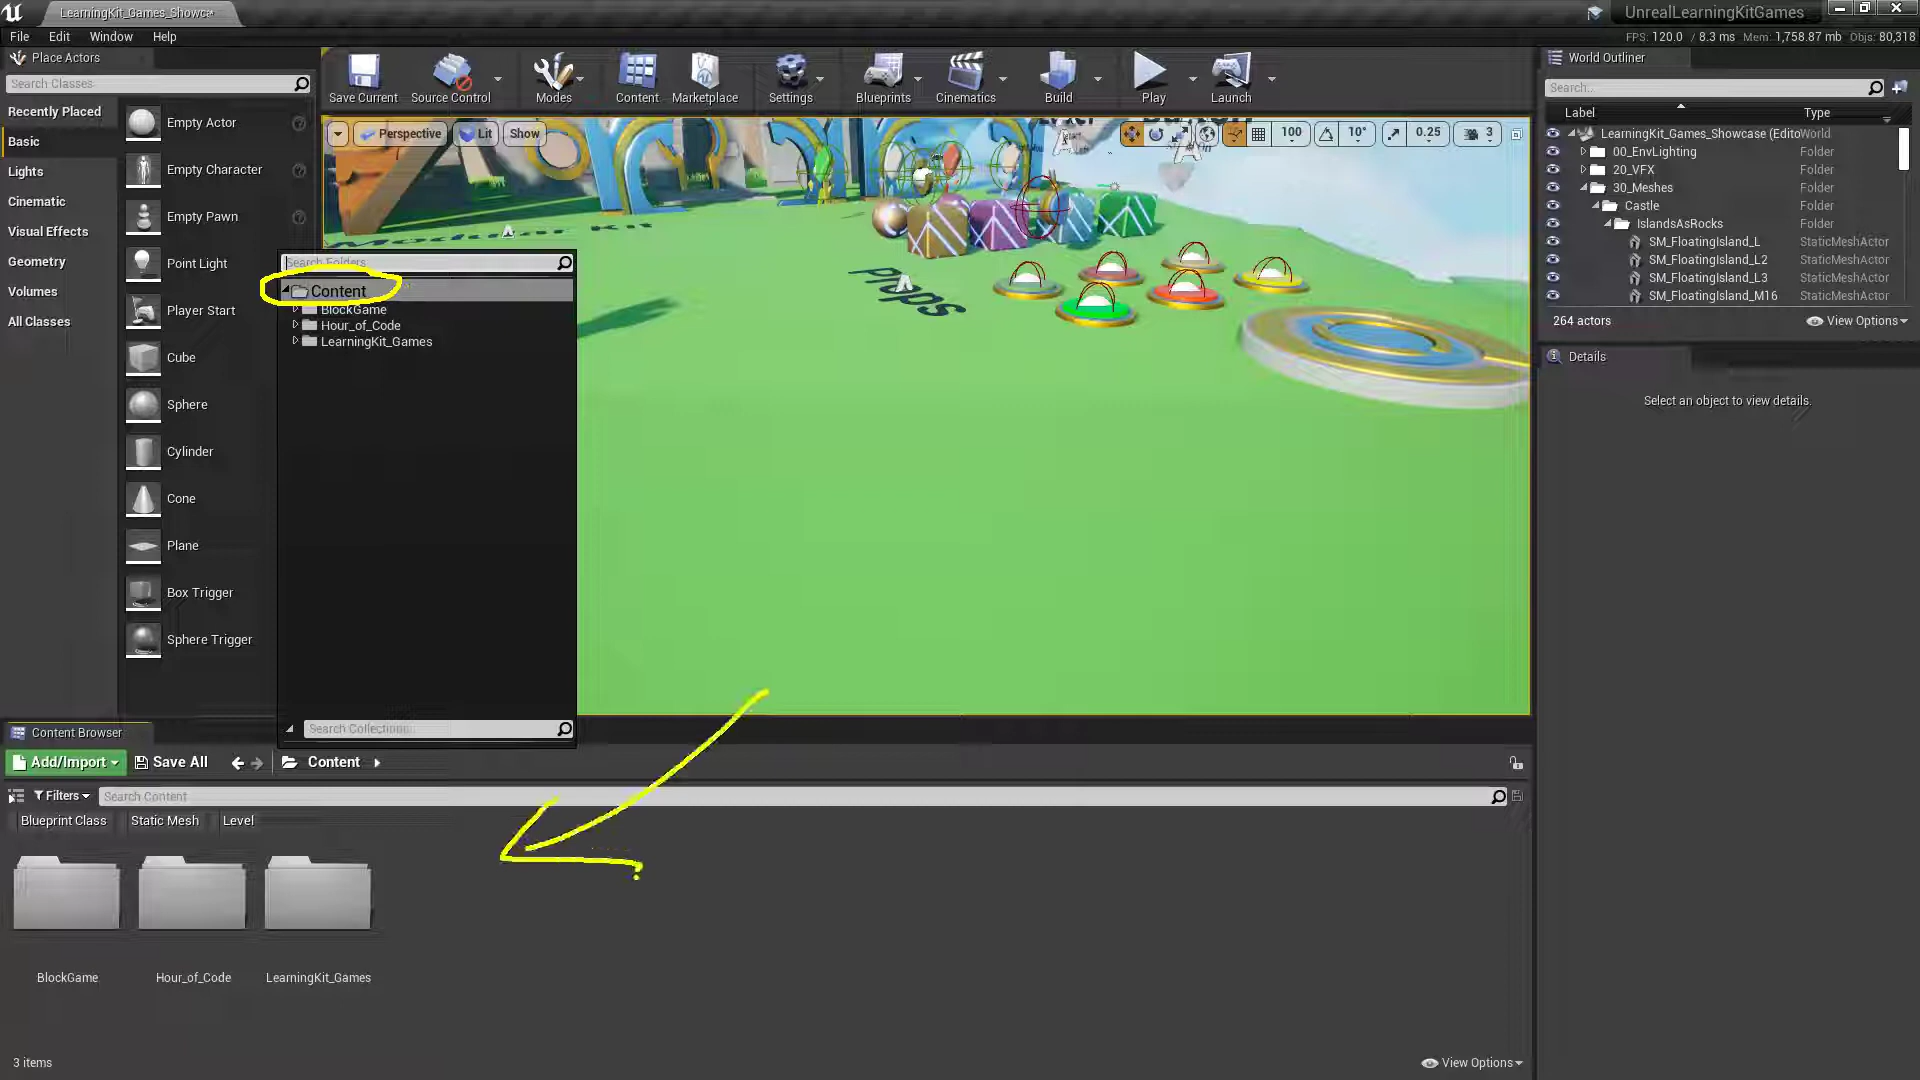 LearningKit_Games_Showca*
UnrealLearningKitGames
File Edit Window Help
FPS: 120.0 / 8.3 ms Mem: 1,758.87 mb Objs: 80,318
Place Actors
Search Classes
Recently Placed
Basic
Lights
Cinematic
Visual Effects
Geometry
Volumes
All Classes
Empty Actor
Empty Character
Empty Pawn
Point Light
Player Start
Cube
Sphere
Cylinder
Cone
Plane
Box Trigger
Sphere Trigger
Save Current Source Control Modes Content Marketplace Settings Blueprints Cinematics Build Play Launch
Perspective Lit Show
100 10° 0.25 3
Modular Kit
Props
Search Folders
Content
BlockGame
Hour_of_Code
LearningKit_Games
Search Collections
World Outliner
Search...
Label Type
LearningKit_Games_Showcase (Edito World
00_EnvLighting Folder
20_VFX Folder
30_Meshes Folder
Castle Folder
IslandsAsRocks Folder
SM_FloatingIsland_L StaticMeshActor
SM_FloatingIsland_L2 StaticMeshActor
SM_FloatingIsland_L3 StaticMeshActor
SM_FloatingIsland_M16 StaticMeshActor
264 actors View Options
Details
Select an object to view details.
Content Browser
Add/Import Save All Content
Filters Search Content
Blueprint Class Static Mesh Level
BlockGame Hour_of_Code LearningKit_Games
3 items View Options